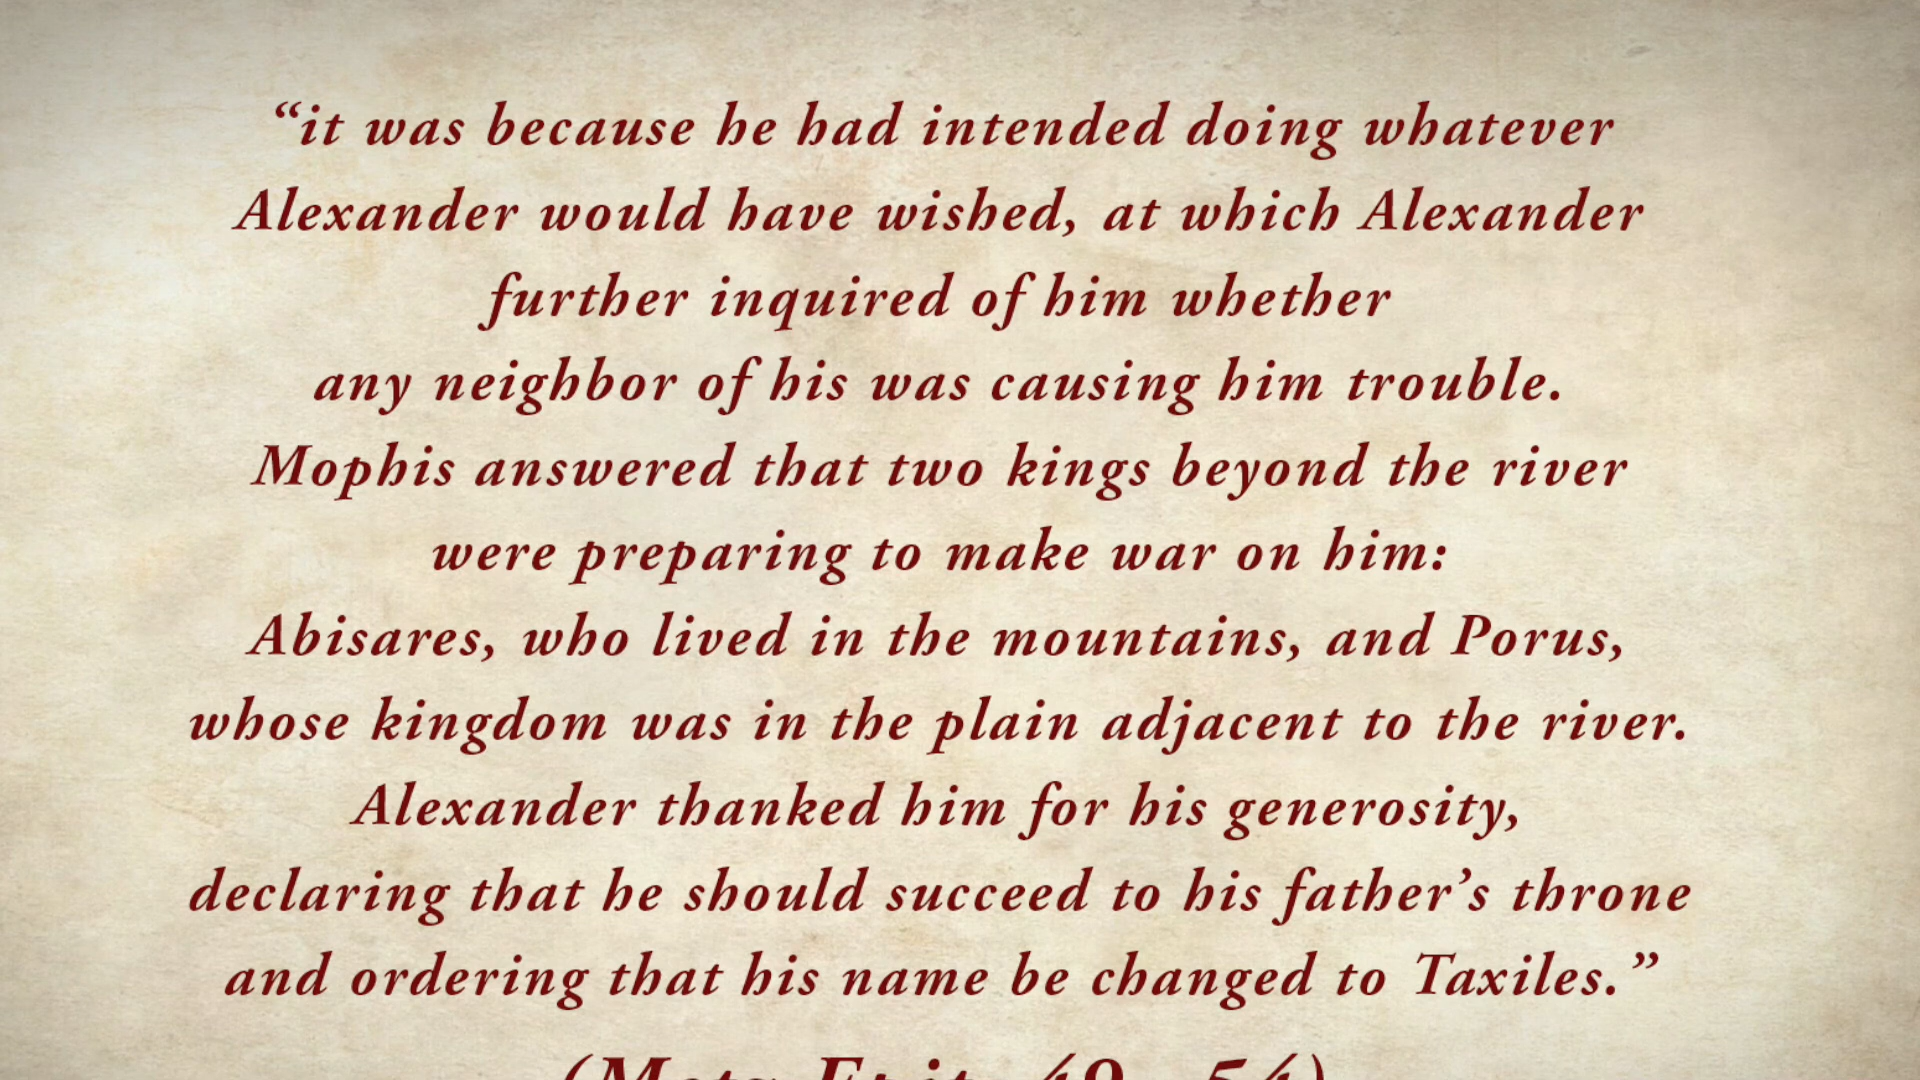 “it was because he had intended doing whatever
Alexander would have wished, at which Alexander
further inquired of him whether
any neighbor of his was causing him trouble.
Mophis answered that two kings beyond the river
were preparing to make war on him:
Abisares, who lived in the mountains, and Porus,
whose kingdom was in the plain adjacent to the river.
Alexander thanked him for his generosity,
declaring that he should succeed to his father’s throne
and ordering that his name be changed to Taxiles.”